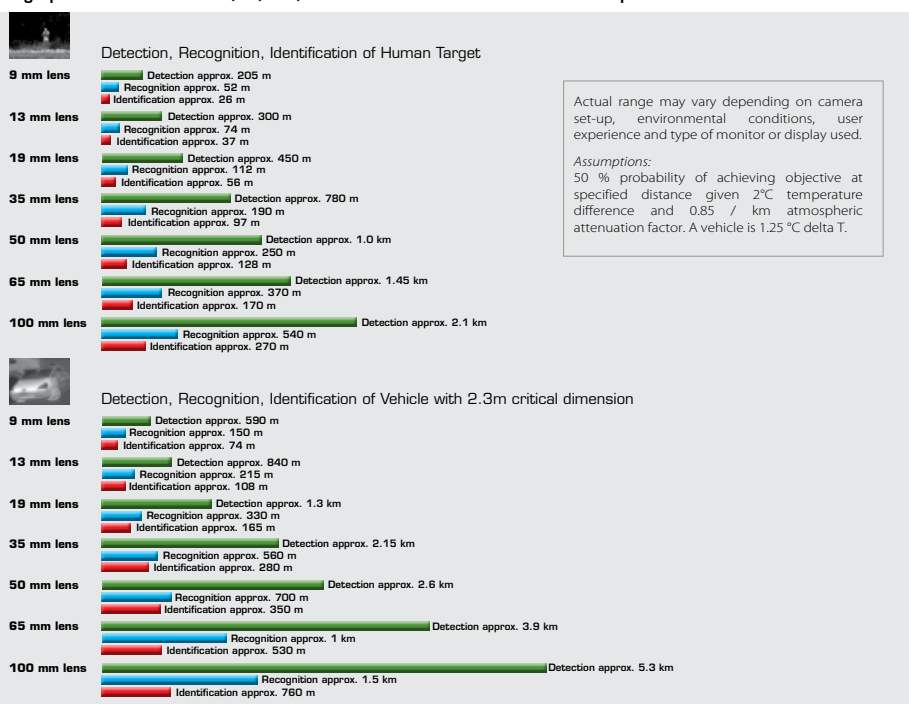 Detection, Recognition, Identification of Human Target
9 mm lens
Detection approx. 205 m
Recognition approx. 52 m
Identification approx. 26 m
13 mm lens
Detection approx. 300 m
Recognition approx. 74 m
Identification approx. 37 m
19 mm lens
Detection approx. 450 m
Recognition approx. 112 m
Identification approx. 56 m
35 mm lens
Detection approx. 780 m
Recognition approx. 190 m
Identification approx. 97 m
50 mm lens
Detection approx. 1.0 km
Recognition approx. 250 m
Identification approx. 128 m
65 mm lens
Detection approx. 1.45 km
Recognition approx. 370 m
Identification approx. 170 m
100 mm lens
Detection approx. 2.1 km
Recognition approx. 540 m
Identification approx. 270 m
Actual range may vary depending on camera
set-up, environmental conditions, user
experience and type of monitor or display used.
Assumptions:
50 % probability of achieving objective at
specified distance given 2°C temperature
difference and 0.85 / km atmospheric
attenuation factor. A vehicle is 1.25 °C delta T.
Detection, Recognition, Identification of Vehicle with 2.3m critical dimension
9 mm lens
Detection approx. 590 m
Recognition approx. 150 m
Identification approx. 74 m
13 mm lens
Detection approx. 840 m
Recognition approx. 215 m
Identification approx. 108 m
19 mm lens
Detection approx. 1.3 km
Recognition approx. 330 m
Identification approx. 165 m
35 mm lens
Detection approx. 2.15 km
Recognition approx. 560 m
Identification approx. 280 m
50 mm lens
Detection approx. 2.6 km
Recognition approx. 700 m
Identification approx. 350 m
65 mm lens
Detection approx. 3.9 km
Recognition approx. 1 km
Identification approx. 530 m
100 mm lens
Detection approx. 5.3 km
Recognition approx. 1.5 km
Identification approx. 760 m